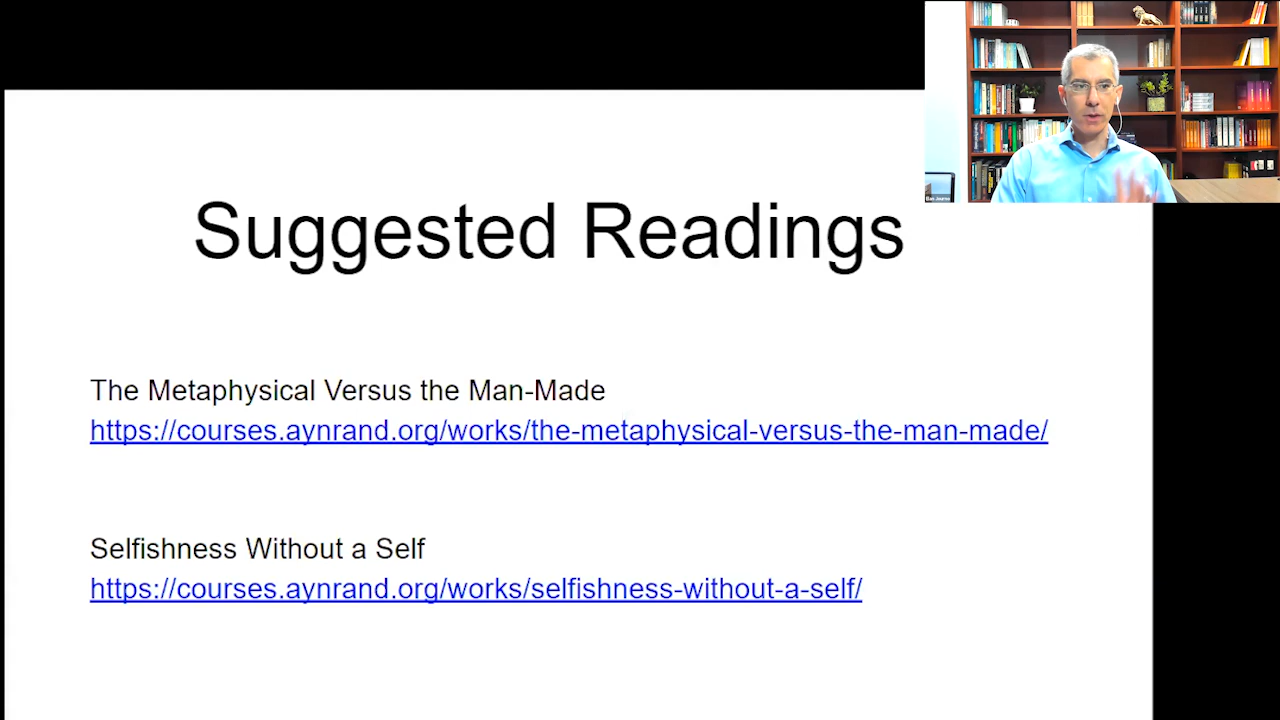 Suggested Readings
The Metaphysical Versus the Man-Made
https://courses.aynrand.org/works/the-metaphysical-versus-the-man-made/
Selfishness Without a Self
https://courses.aynrand.org/works/selfishness-without-a-self/